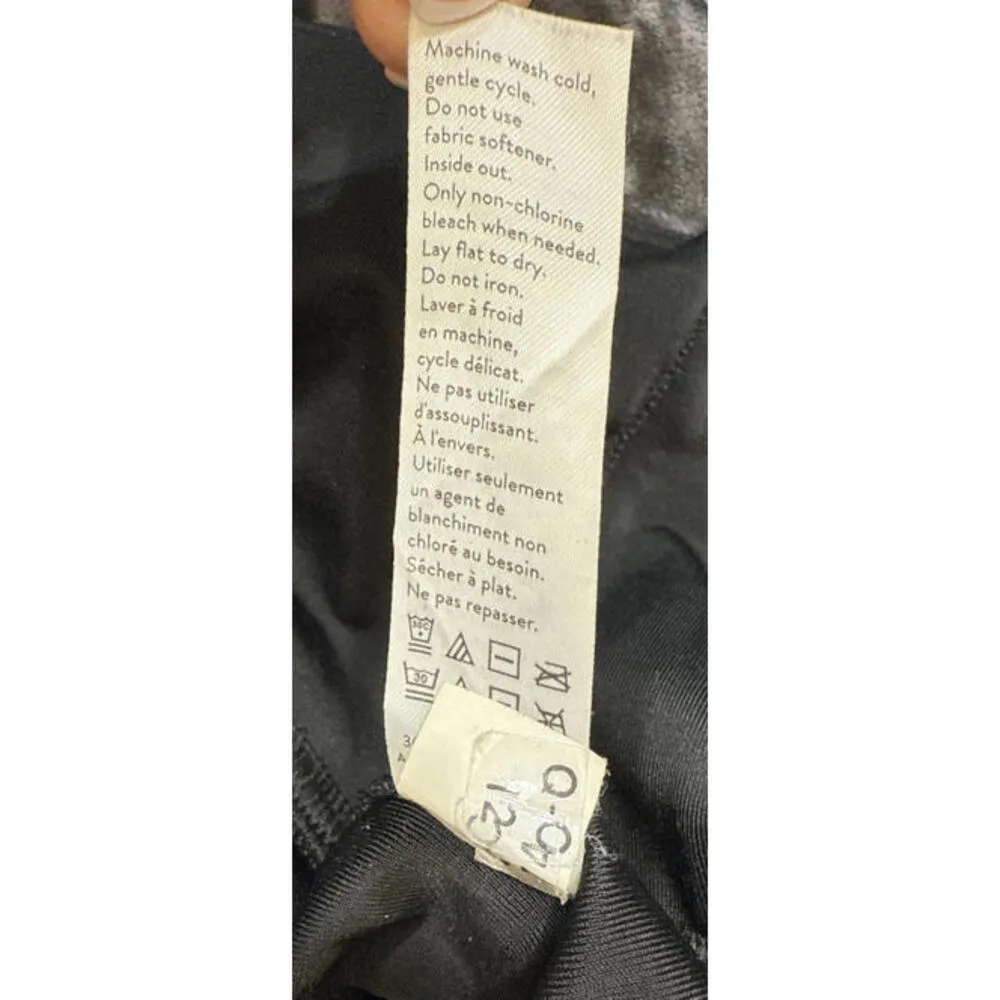 Machine wash cold,
gentle cycle.
Do not use
fabric softener.
Inside out.
Only non-chlorine
bleach when needed.
Lay flat to dry.
Do not iron.
Laver à froid
en machine,
cycle délicat.
Ne pas utiliser
d'assouplissant.
À l'envers.
Utiliser seulement
un agent de
blanchiment non
chloré au besoin.
Sécher à plat.
Ne pas repasser.
30C
30